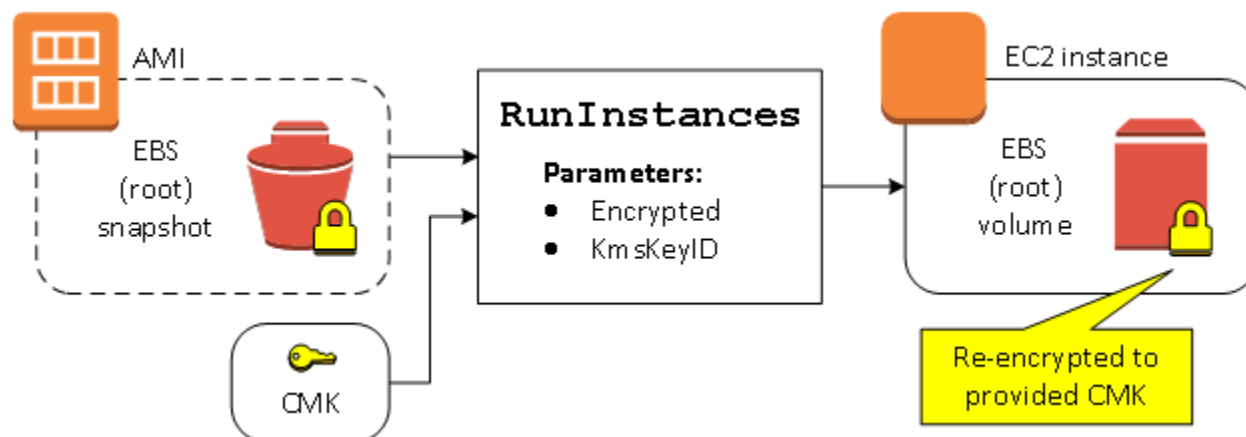 AMI
EBS
(root)
snapshot
CMK
RunInstances
Parameters:
● Encrypted
● KmsKeyID
EC2 instance
EBS
(root)
volume
Re-encrypted to
provided CMK